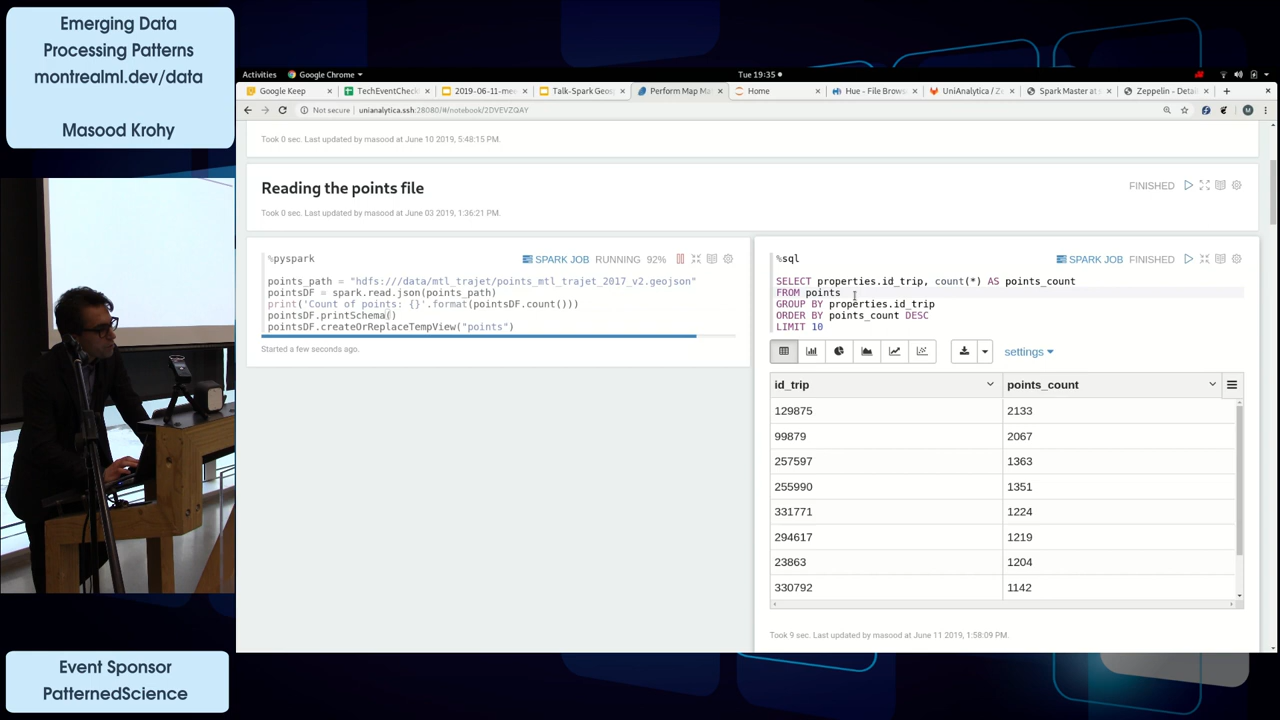 Emerging Data
Processing Patterns
montrealml.dev/data
Masood Krohy
Event Sponsor
PatternedScience
Activities
Google Chrome
Tue 19:35
Google Keep
TechEventCheck
2019-06-11-me
Talk-Spark Geos
Perform Map Ma
Home
Hue - File Brows
UniAnalytica / Z
Spark Master at s
Zeppelin - Detai
Not secure | unianalytica.ssh:28080/#/notebook/2DVEVZQAY
Took 0 sec. Last updated by masood at June 10 2019, 5:48:15 PM.
Reading the points file
FINISHED
Took 0 sec. Last updated by masood at June 03 2019, 1:36:21 PM.
%pyspark
SPARK JOB RUNNING 92%
points_path = "hdfs:///data/mtl_trajet/points_mtl_trajet_2017_v2.geojson"
pointsDF = spark.read.json(points_path)
print('Count of points: {}'.format(pointsDF.count()))
pointsDF.printSchema()
pointsDF.createOrReplaceTempView("points")
Started a few seconds ago.
%sql
SPARK JOB FINISHED
SELECT properties.id_trip, count(*) AS points_count
FROM points
GROUP BY properties.id_trip
ORDER BY points_count DESC
LIMIT 10
settings
id_trip points_count
129875 2133
99879 2067
257597 1363
255990 1351
331771 1224
294617 1219
23863 1204
330792 1142
Took 9 sec. Last updated by masood at June 11 2019, 1:58:09 PM.